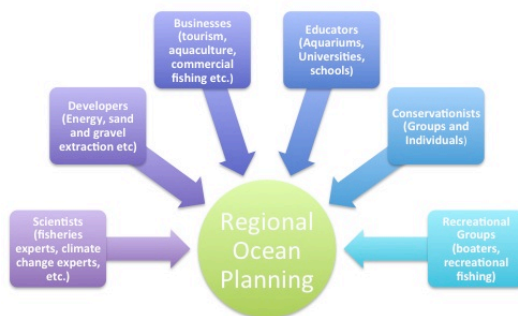 Businesses
(tourism,
aquaculture,
commercial
fishing etc.)
Educators
(Aquariums,
Universities,
schools)
Developers
(Energy, sand
and gravel
extraction etc)
Conservationists
(Groups and
Individuals)
Scientists
(fisheries
experts, climate
change experts,
etc.)
Regional
Ocean
Planning
Recreational
Groups
(boaters,
recreational
fishing)